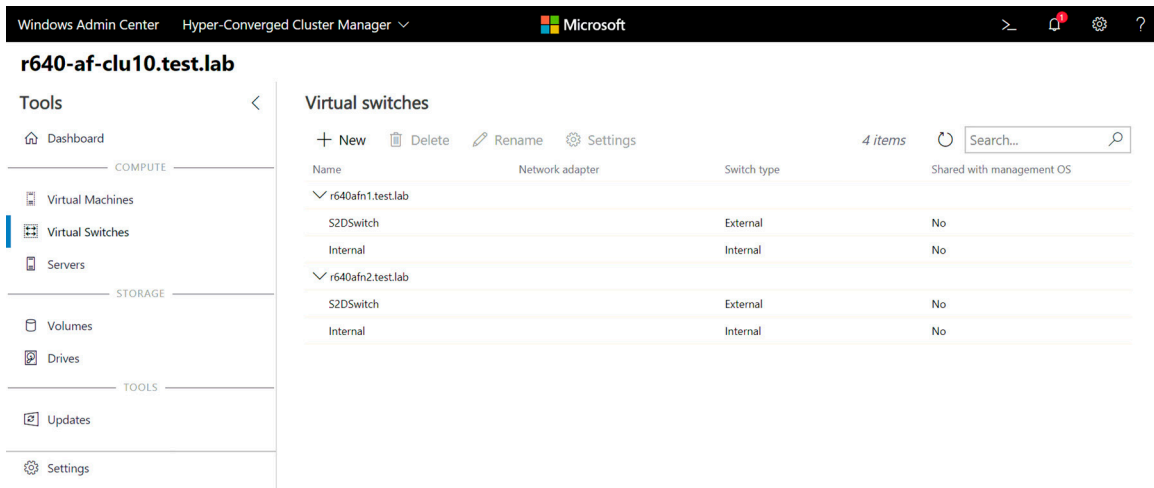 Windows Admin Center Hyper-Converged Cluster Manager Microsoft >_ 1 ?
r640-af-clu10.test.lab
Tools
Dashboard
COMPUTE
Virtual Machines
Virtual Switches
Servers
STORAGE
Volumes
Drives
TOOLS
Updates
Settings
Virtual switches
+ New Delete Rename Settings 4 items Search...
Name Network adapter Switch type Shared with management OS
r640afn1.test.lab
S2DSwitch External No
Internal Internal No
r640afn2.test.lab
S2DSwitch External No
Internal Internal No